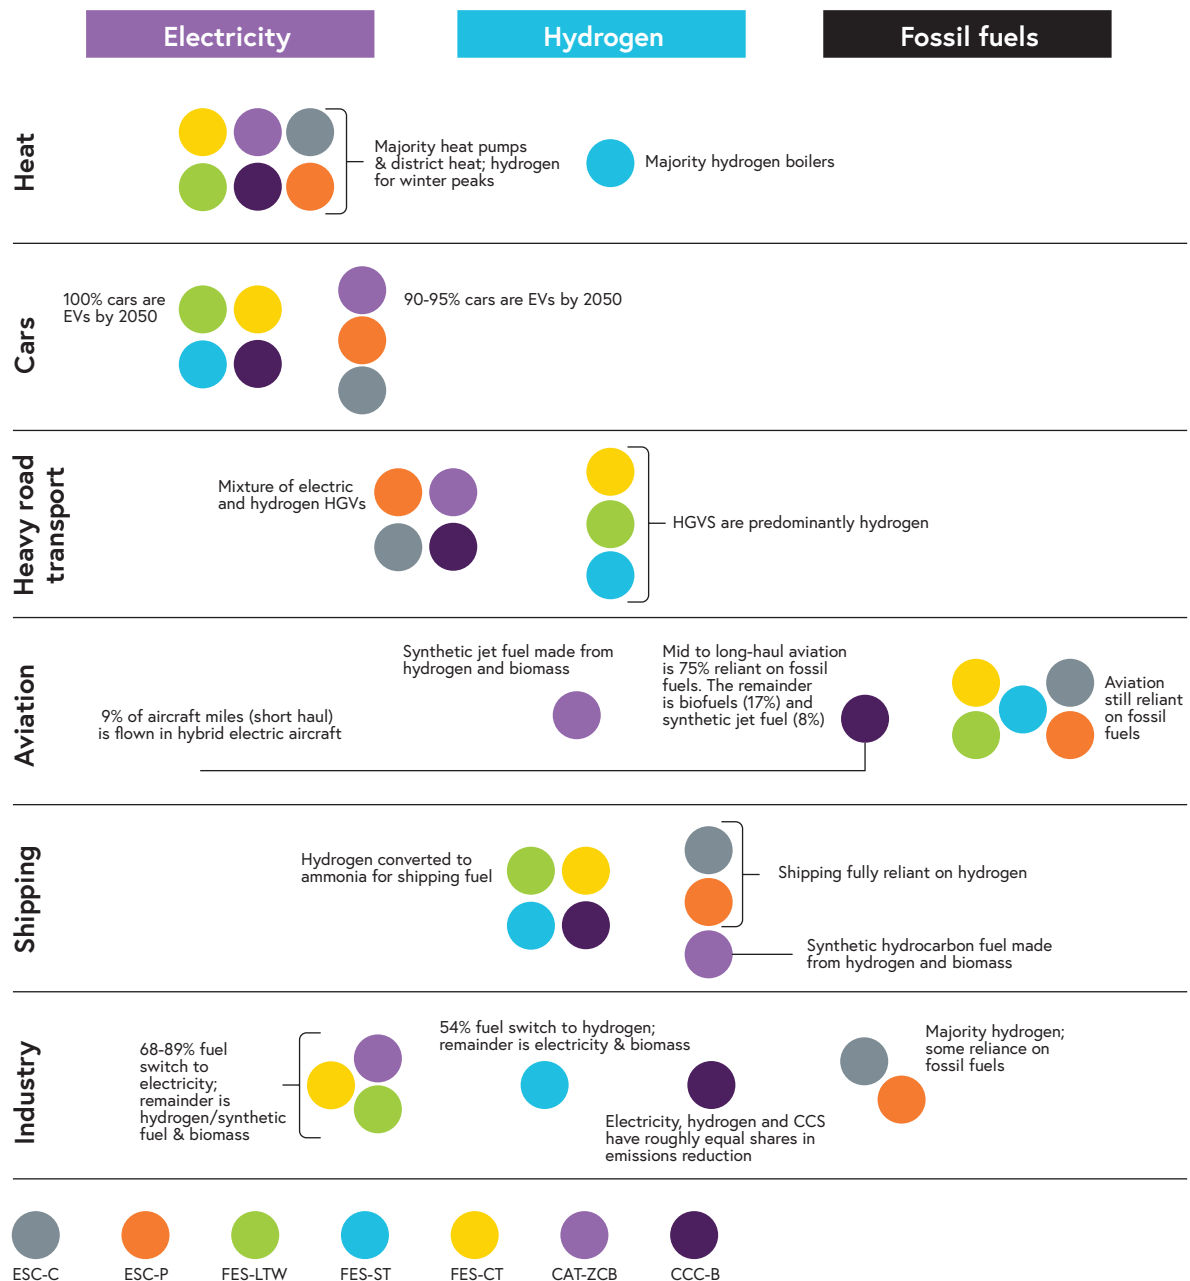 Electricity
Hydrogen
Fossil fuels
Heat
Majority heat pumps
& district heat; hydrogen
for winter peaks
Majority hydrogen boilers
Cars
100% cars are
EVs by 2050
90-95% cars are EVs by 2050
Heavy road
transport
Mixture of electric
and hydrogen HGVs
HGVS are predominantly hydrogen
Aviation
9% of aircraft miles (short haul)
is flown in hybrid electric aircraft
Synthetic jet fuel made from
hydrogen and biomass
Mid to long-haul aviation
is 75% reliant on fossil
fuels. The remainder
is biofuels (17%) and
synthetic jet fuel (8%)
Aviation
still reliant
on fossil
fuels
Shipping
Hydrogen converted to
ammonia for shipping fuel
Shipping fully reliant on hydrogen
Synthetic hydrocarbon fuel made
from hydrogen and biomass
Industry
68-89% fuel
switch to
electricity;
remainder is
hydrogen/synthetic
fuel & biomass
54% fuel switch to hydrogen;
remainder is electricity & biomass
Electricity, hydrogen and CCS
have roughly equal shares in
emissions reduction
Majority hydrogen;
some reliance on
fossil fuels
ESC-C
ESC-P
FES-LTW
FES-ST
FES-CT
CAT-ZCB
CCC-B